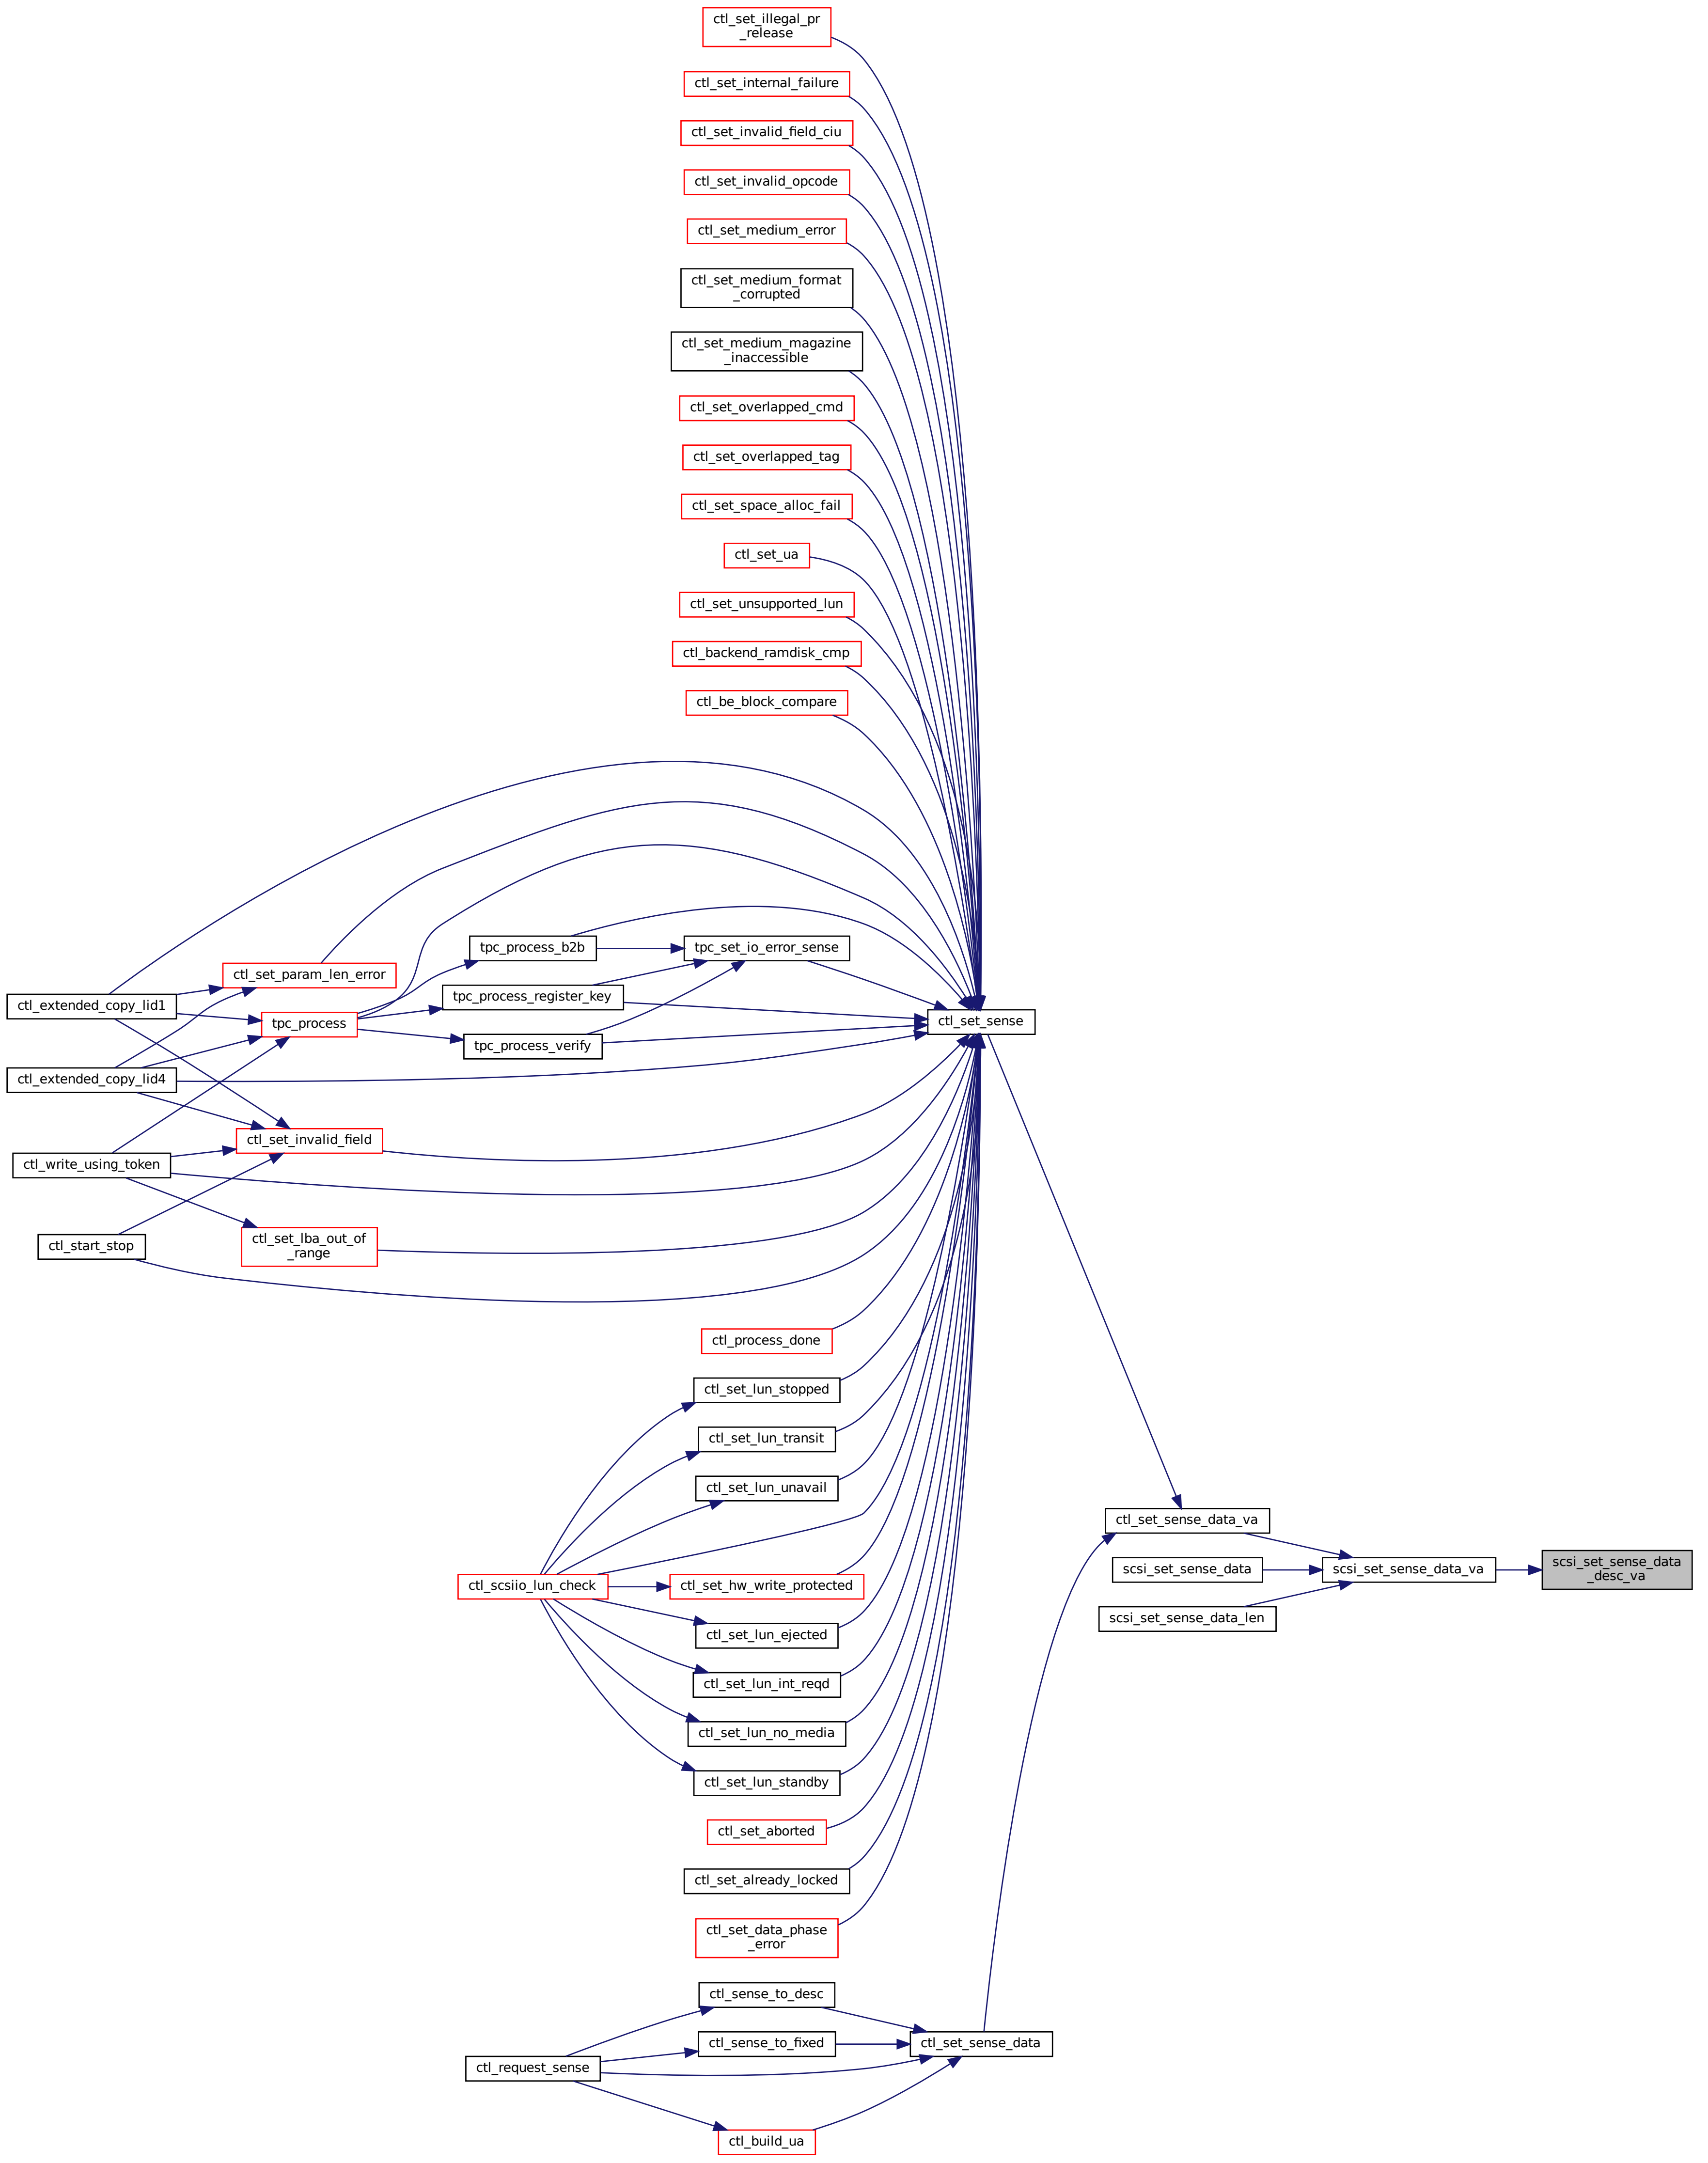 ctl_set_illegal_pr
_release
ctl_set_internal_failure
ctl_set_invalid_field_ciu
ctl_set_invalid_opcode
ctl_set_medium_error
ctl_set_medium_format
_corrupted
ctl_set_medium_magazine
_inaccessible
ctl_set_overlapped_cmd
ctl_set_overlapped_tag
ctl_set_space_alloc_fail
ctl_set_ua
ctl_set_unsupported_lun
ctl_backend_ramdisk_cmp
ctl_be_block_compare
tpc_process_b2b
tpc_set_io_error_sense
ctl_set_param_len_error
tpc_process_register_key
ctl_extended_copy_lid1
tpc_process
ctl_set_sense
tpc_process_verify
ctl_extended_copy_lid4
ctl_set_invalid_field
ctl_write_using_token
ctl_set_lba_out_of
_range
ctl_start_stop
ctl_process_done
ctl_set_lun_stopped
ctl_set_lun_transit
ctl_set_lun_unavail
ctl_set_sense_data_va
scsi_set_sense_data
scsi_set_sense_data_va
scsi_set_sense_data
_desc_va
scsi_set_sense_data_len
ctl_scsiio_lun_check
ctl_set_hw_write_protected
ctl_set_lun_ejected
ctl_set_lun_int_reqd
ctl_set_lun_no_media
ctl_set_lun_standby
ctl_set_aborted
ctl_set_already_locked
ctl_set_data_phase
_error
ctl_sense_to_desc
ctl_sense_to_fixed
ctl_set_sense_data
ctl_request_sense
ctl_build_ua